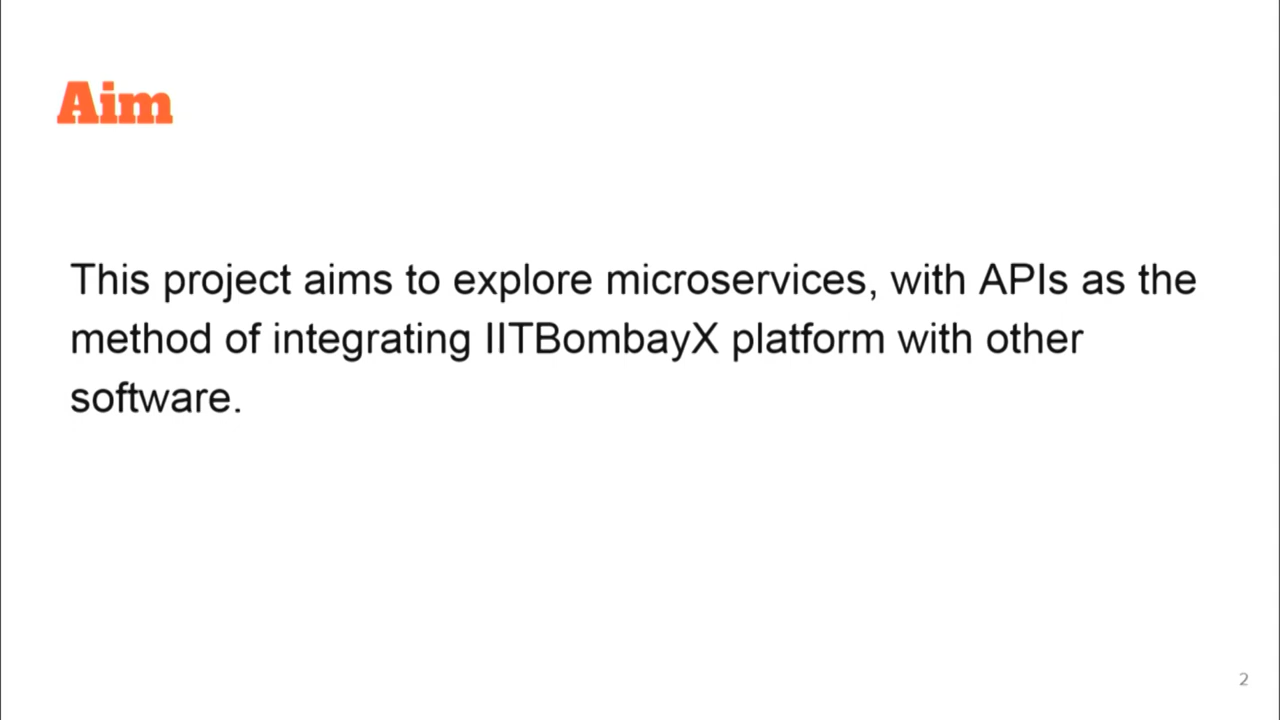 Aim
This project aims to explore microservices, with APIs as the
method of integrating IITBombayX platform with other
software.
2